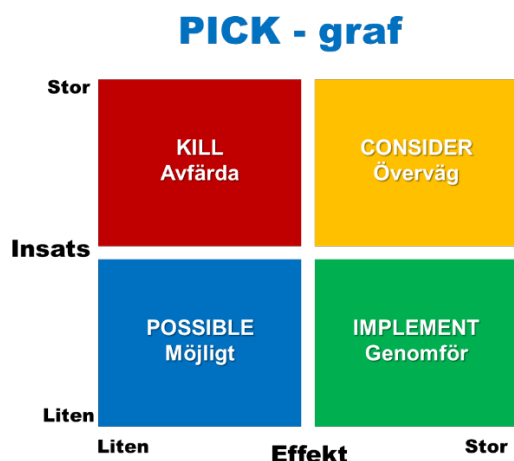 PICK - graf
Stor
KILL
Avfärda
CONSIDER
Överväg
Insats
POSSIBLE
Möjligt
IMPLEMENT
Genomför
Liten
Liten
Effekt
Stor